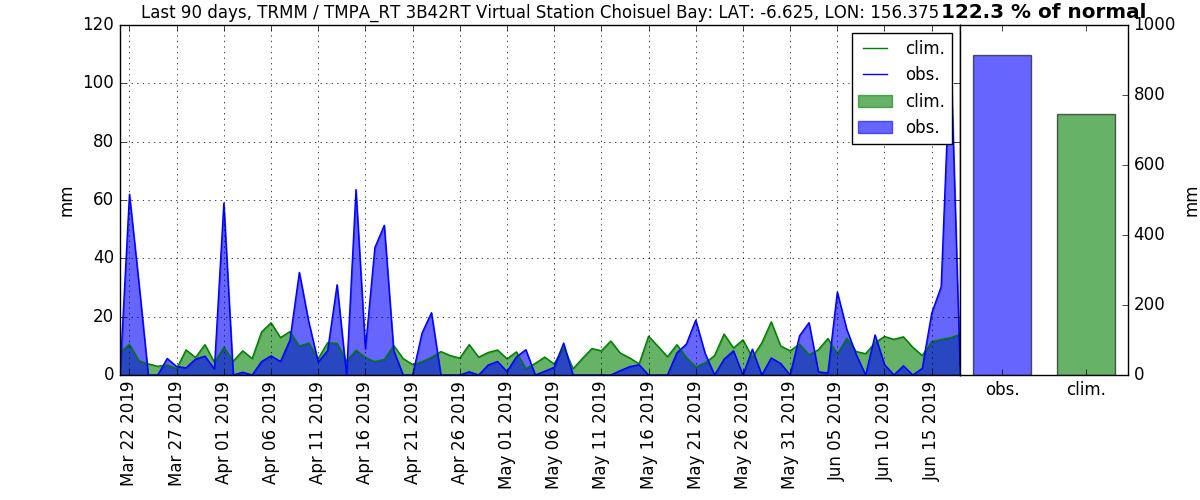 Last 90 days, TRMM / TMPA_RT 3B42RT Virtual Station Choisuel Bay: LAT: -6.625, LON: 156.375 122.3 % of normal
clim.
obs.
clim.
obs.
mm
120
100
80
60
40
20
0
Mar 22 2019
Mar 27 2019
Apr 01 2019
Apr 06 2019
Apr 11 2019
Apr 16 2019
Apr 21 2019
Apr 26 2019
May 01 2019
May 06 2019
May 11 2019
May 16 2019
May 21 2019
May 26 2019
May 31 2019
Jun 05 2019
Jun 10 2019
Jun 15 2019
1000
800
600
400
200
0
mm
obs.
clim.